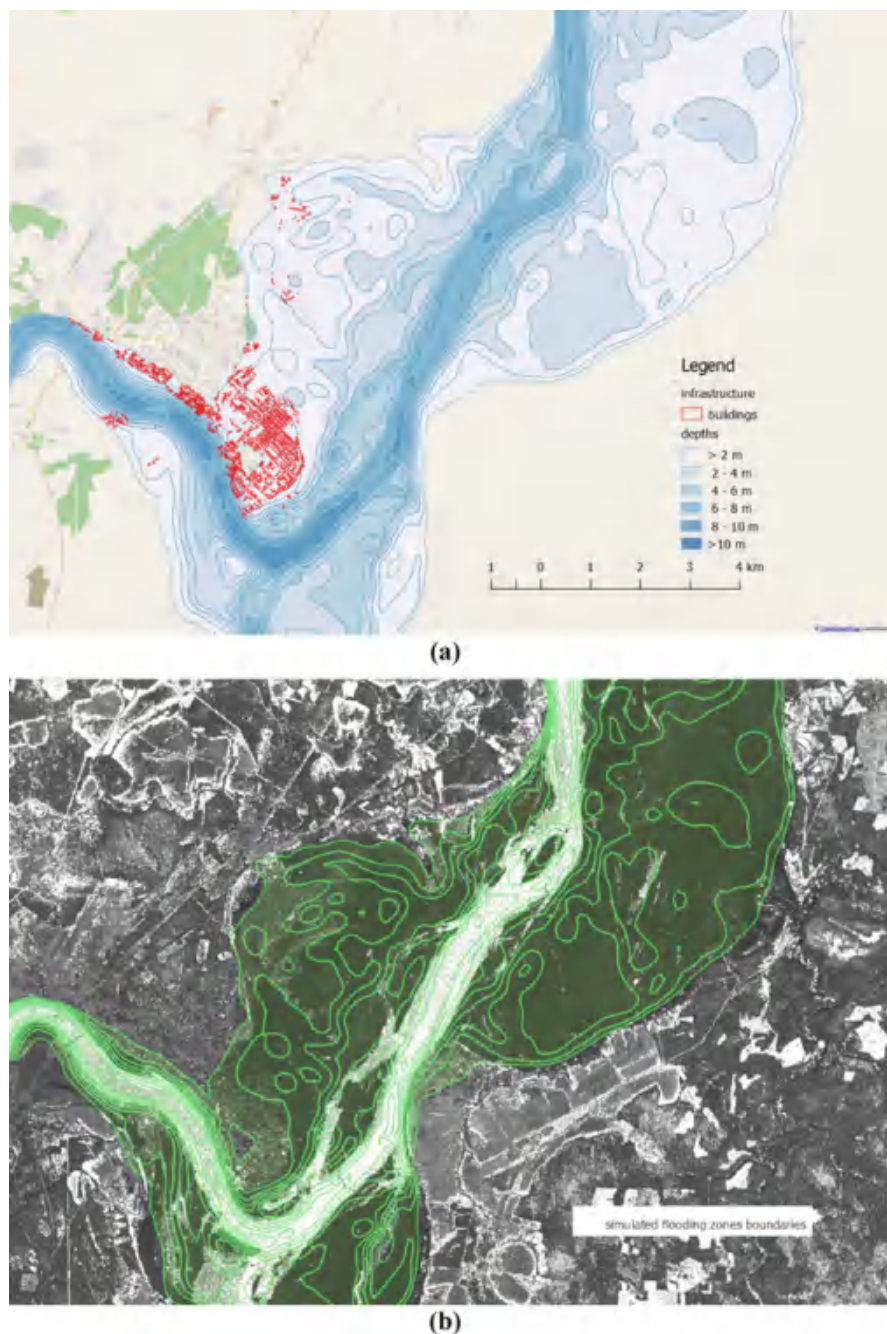 Legend
infrastructure
buildings
depths
> 2 m
2 - 4 m
4 - 6 m
6 - 8 m
8 - 10 m
>10 m
1 0 1 2 3 4 km
(a)
simulated flooding zones boundaries
(b)